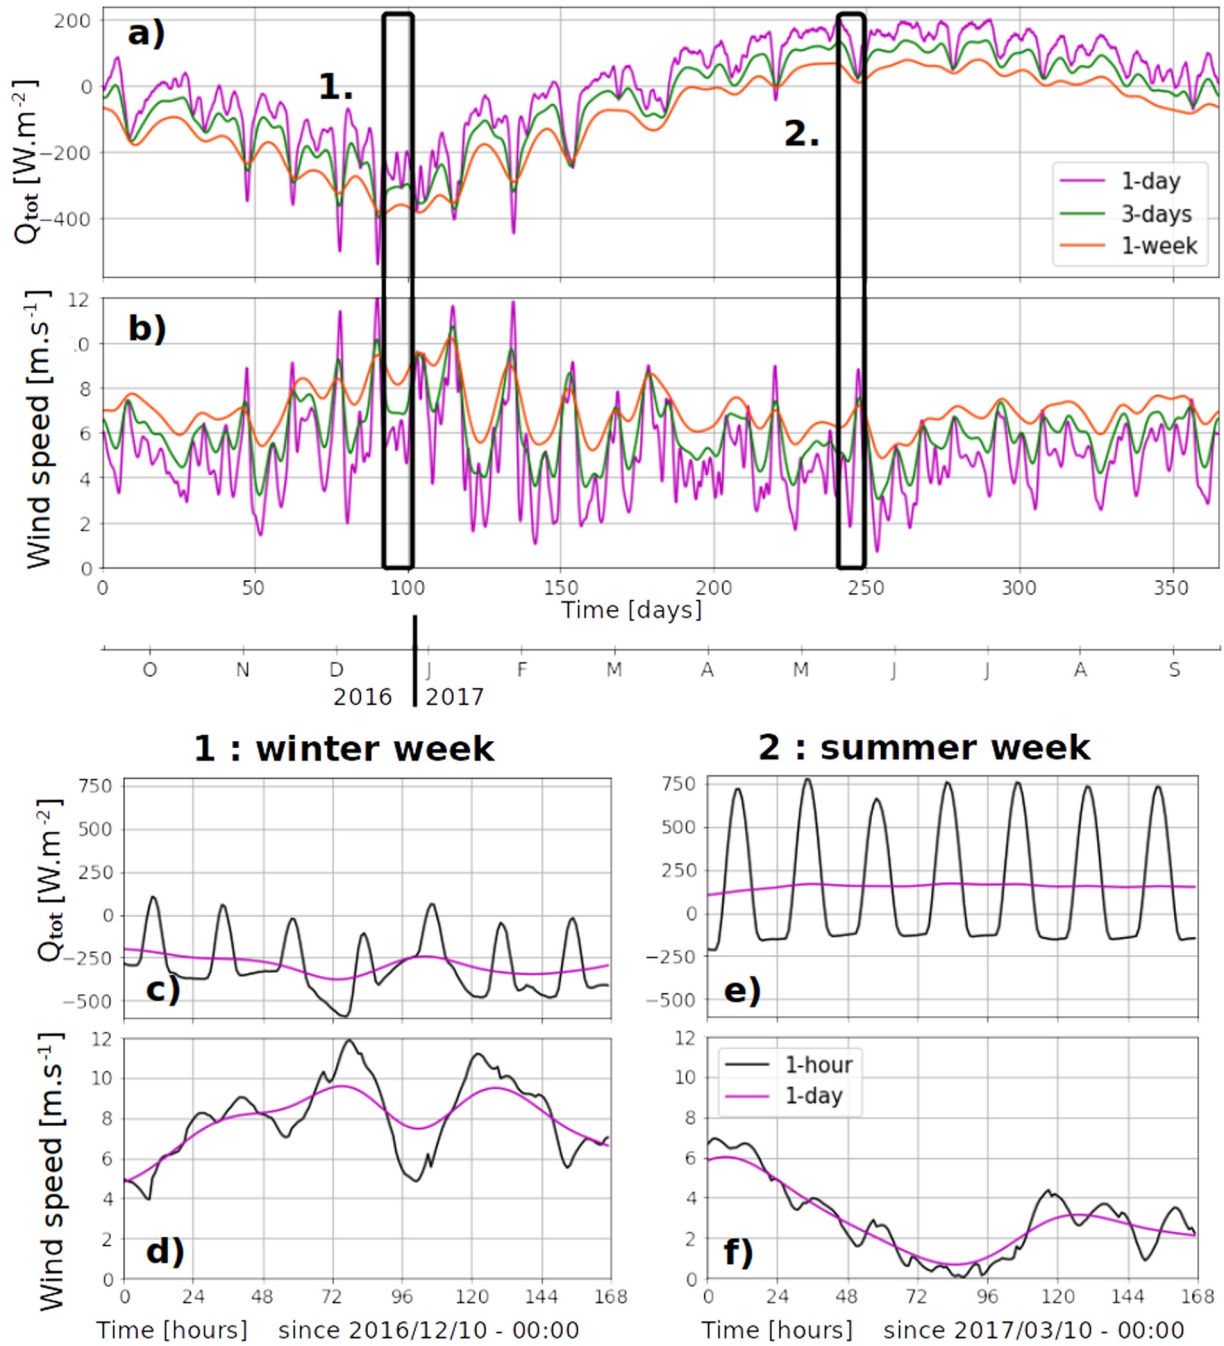 a)
1.
2.
Qtot [W.m-2]
200
0
−200
−400
1-day
3-days
1-week
b)
Wind speed [m.s-1]
12
.0
8
6
4
2
0
0 50 100 150 200 250 300 350
Time [days]
O N D J F M A M J J A S
2016 2017
1 : winter week
2 : summer week
Qtot [W.m-2]
750
500
250
0
−250
−500
c)
750
500
250
0
−250
−500
e)
Wind speed [m.s-1]
12
10
8
6
4
2
0
d)
0 24 48 72 96 120 144 168
Time [hours] since 2016/12/10 - 00:00
12
10
8
6
4
2
0
1-hour
1-day
f)
0 24 48 72 96 120 144 168
Time [hours] since 2017/03/10 - 00:00